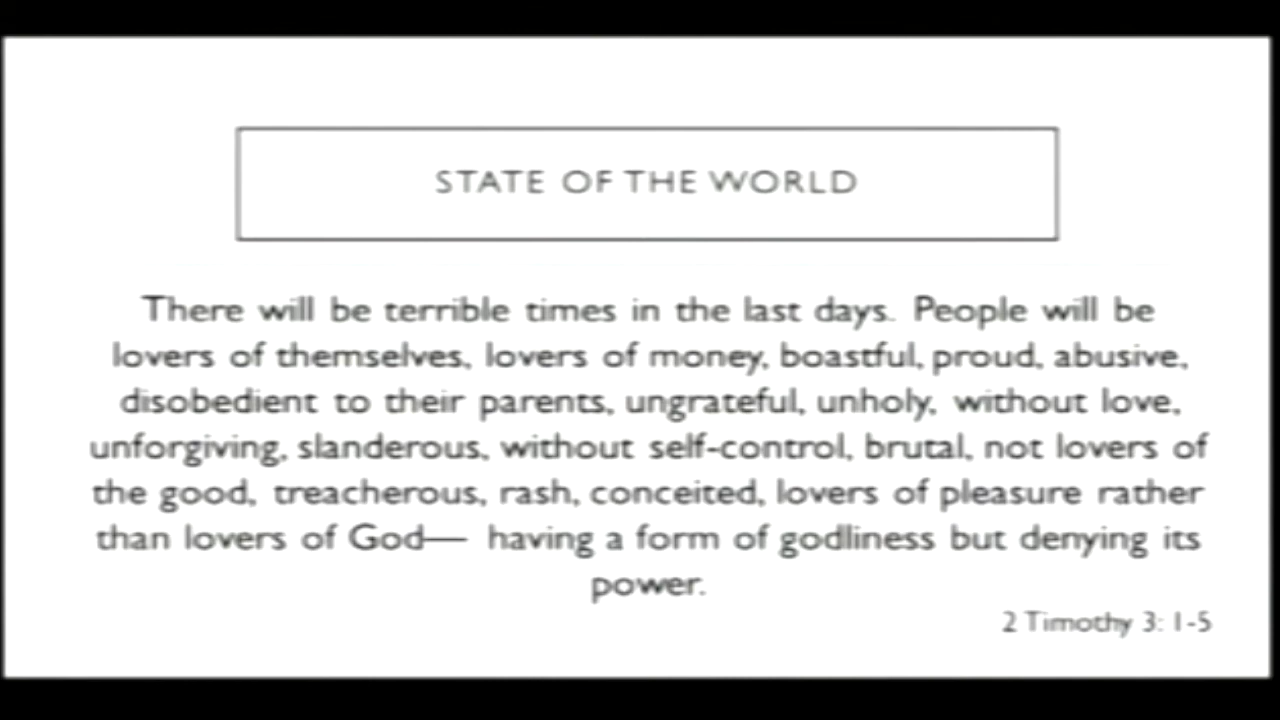 STATE OF THE WORLD
There will be terrible times in the last days. People will be
lovers of themselves, lovers of money, boastful, proud, abusive,
disobedient to their parents, ungrateful, unholy, without love,
unforgiving, slanderous, without self-control, brutal, not lovers of
the good, treacherous, rash, conceited, lovers of pleasure rather
than lovers of God— having a form of godliness but denying its
power.
2 Timothy 3: 1-5